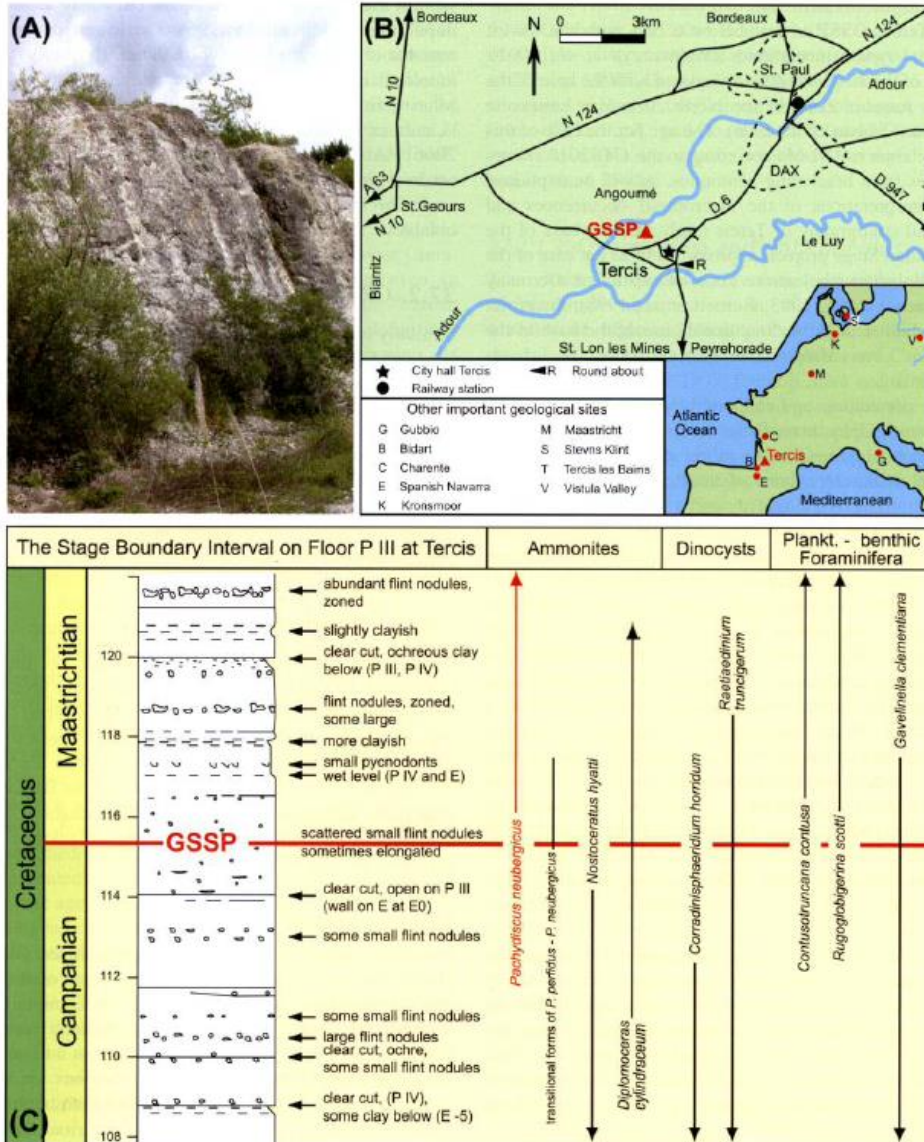 (A)
(B)
Bordeaux
N
0 3km
Bordeaux
N 124
St. Paul
Adour
N 10
N 124
A 63
N 10
St.Geours
Angoumé
DAX
D 6
D 947
GSSP
Tercis
R
Le Luy
Biarritz
Adour
St. Lon les Mines
Peyrehorade
City hall Tercis
R Round about
Railway station
Other important geological sites
G Gubbio
M Maastricht
B Bidart
S Stevns Klint
C Charente
T Tercis les Bains
E Spanish Navarra
V Vistula Valley
K Kronsmoor
S
K
V
M
Atlantic
Ocean
C
Tercis
B
E
G
Mediterranean
The Stage Boundary Interval on Floor P III at Tercis
Ammonites
Dinocysts
Plankt. - benthic
Foraminifera
Cretaceous
Maastrichtian
Campanian
120
118
116
114
112
110
108
GSSP
abundant flint nodules,
zoned
slightly clayish
clear cut, ochreous clay
below (P III, P IV)
flint nodules, zoned,
some large
more clayish
small pycnodonts
wet level (P IV and E)
scattered small flint nodules
sometimes elongated
clear cut, open on P III
(wall on E at E0)
some small flint nodules
some small flint nodules
large flint nodules
clear cut, ochre,
some small flint nodules
clear cut, (P IV),
some clay below (E -5)
Pachydiscus neubergicus
transitional forms of P. perfidus - P. neubergicus
Nostoceratus hyatti
Diplomoceras
cylindraceum
Corradinisphaeridium horridum
Raetiaedinium
truncigerum
Contusotruncana contusa
Rugoglobigerina scotti
Gavelinella clementiana
(C)